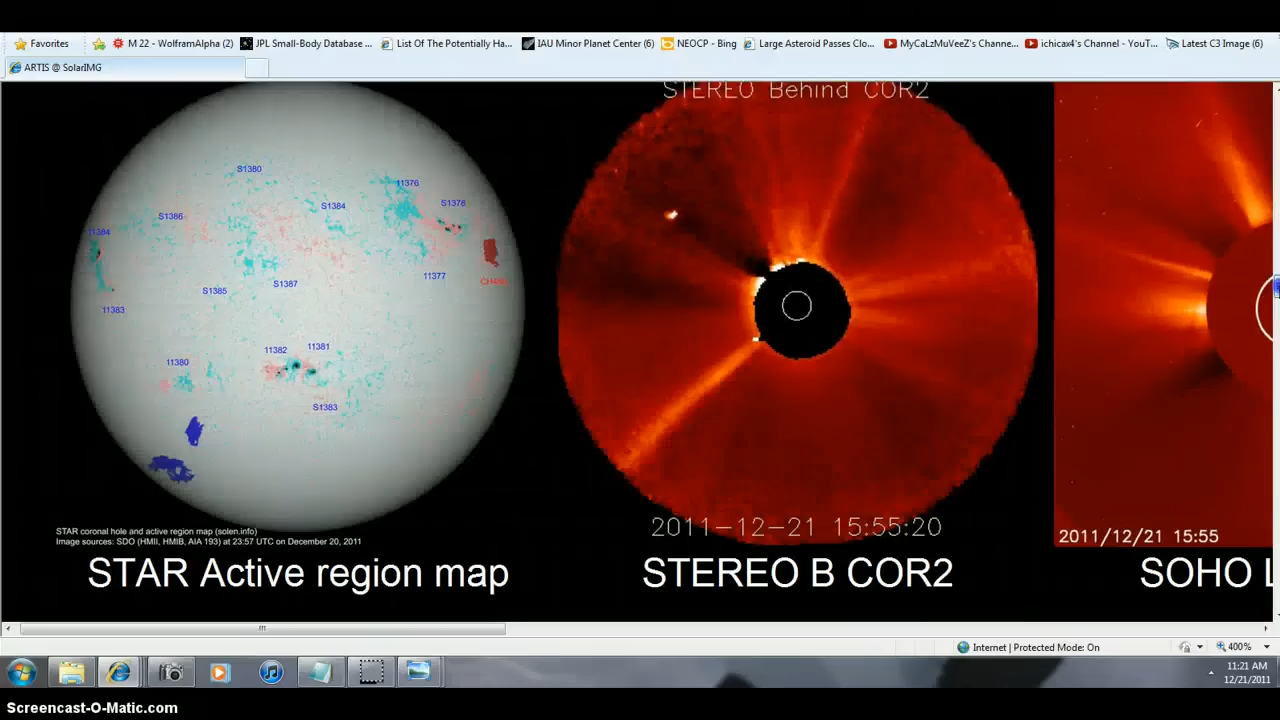 Favorites
M 22 - WolframAlpha (2)
JPL Small-Body Database ...
List Of The Potentially Ha...
IAU Minor Planet Center (6)
NEOCP - Bing
Large Asteroid Passes Clo...
MyCaLzMuVeeZ's Channe...
ichicax4's Channel - YouT...
Latest C3 Image (6)
ARTIS @ SolarIMG
STEREO Behind COR2
S1380
11376
S1378
S1384
S1386
11384
11377
S1387
S1385
11383
11382
11381
11380
S1383
STAR coronal hole and active region map (solen.info)
Image sources: SDO (HMII, HMIB, AIA 193) at 23:57 UTC on December 20, 2011
2011-12-21 15:55:20
2011/12/21 15:55
STAR Active region map
STEREO B COR2
SOHO L
Internet | Protected Mode: On
400%
11:21 AM
12/21/2011
Screencast-O-Matic.com